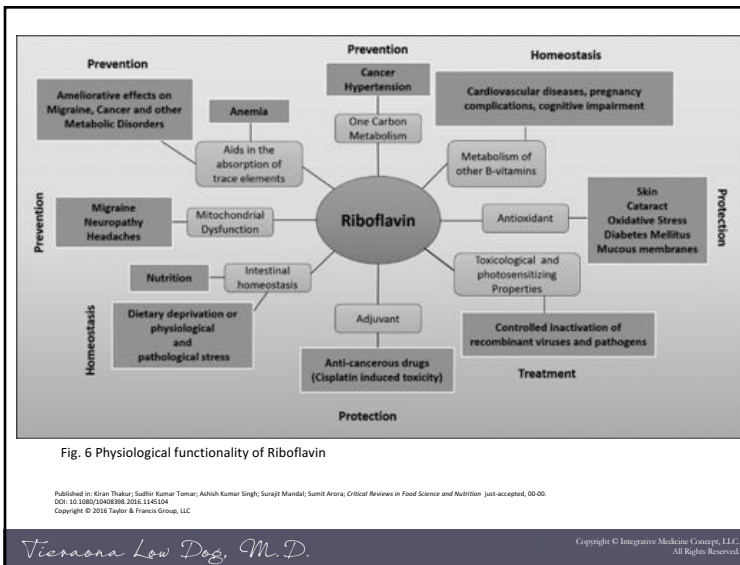 Prevention
Ameliorative effects on
Migraine, Cancer and other
Metabolic Disorders
Anemia
Aids in the
absorption of
trace elements
Prevention
Cancer
Hypertension
One Carbon
Metabolism
Homeostasis
Cardiovascular diseases, pregnancy
complications, cognitive impairment
Metabolism of
other B-vitamins
Prevention
Migraine
Neuropathy
Headaches
Mitochondrial
Dysfunction
Riboflavin
Antioxidant
Skin
Cataract
Oxidative Stress
Diabetes Mellitus
Mucous membranes
Protection
Homeostasis
Nutrition
Intestinal
homeostasis
Dietary deprivation or
physiological
and
pathological stress
Adjuvant
Anti-cancerous drugs
(Cisplatin induced toxicity)
Protection
Toxicological and
photosensitizing
Properties
Controlled Inactivation of
recombinant viruses and pathogens
Treatment
Fig. 6 Physiological functionality of Riboflavin
Published in: Kiran Thakur; Sudhir Kumar Tomar; Ashish Kumar Singh; Surajit Mandal; Sumit Arora; Critical Reviews in Food Science and Nutrition just-accepted, 00-00.
DOI: 10.1080/10408398.2016.1145104
Copyright © 2016 Taylor & Francis Group, LLC
Tieraona Low Dog, M.D.
Copyright © Integrative Medicine Concept, LLC.
All Rights Reserved.